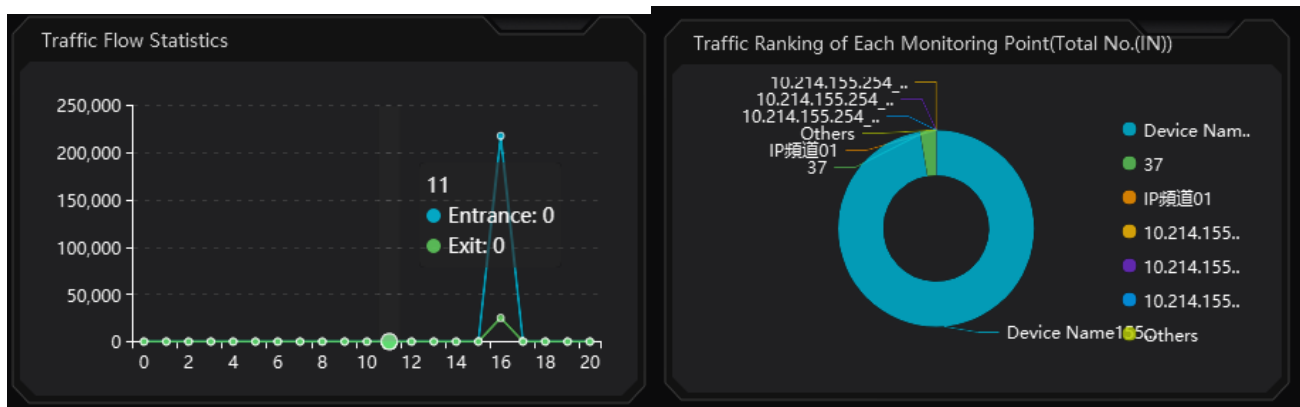 Traffic Flow Statistics
250,000
200,000
150,000
100,000
50,000
0
0 2 4 6 8 10 12 14 16 18 20
11
Entrance: 0
Exit: 0
Traffic Ranking of Each Monitoring Point(Total No.(IN))
10.214.155.254_..
10.214.155.254_..
10.214.155.254_..
Others
IP頻道01
37
Device Name155...
Device Nam..
37
IP頻道01
10.214.155..
10.214.155..
10.214.155..
Others